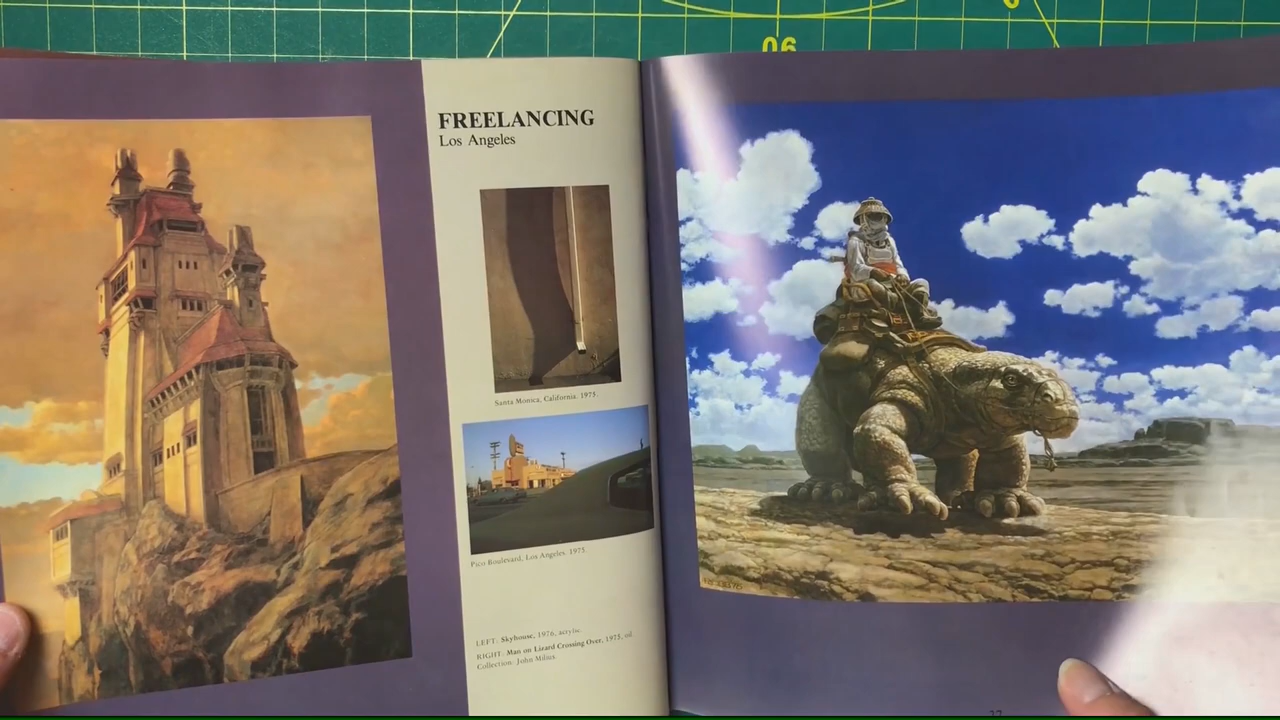 06
FREELANCING
Los Angeles
Santa Monica, California. 1975.
Pico Boulevard, Los Angeles. 1975.
LEFT: Skyhouse, 1976, acrylic.
RIGHT: Man on Lizard Crossing Over, 1975, oil.
Collection: John Milius.